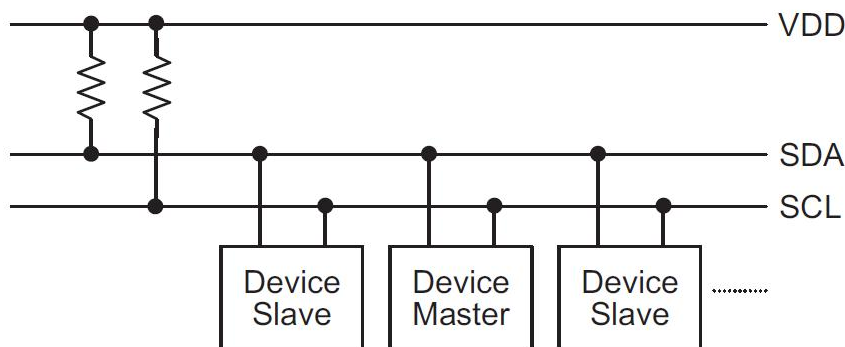 VDD
SDA
SCL
Device
Slave
Device
Master
Device
Slave